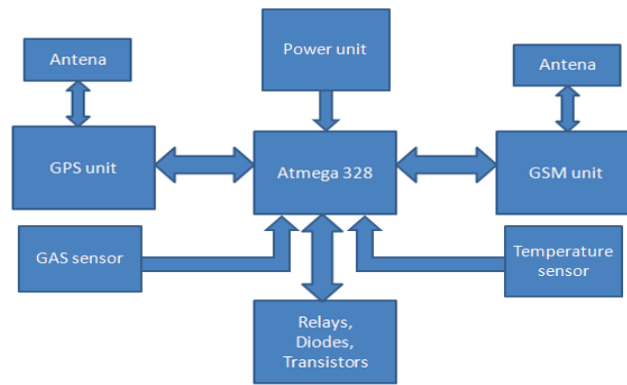 Antena
Power unit
Antena
GPS unit
Atmega 328
GSM unit
GAS sensor
Temperature
sensor
Relays,
Diodes,
Transistors